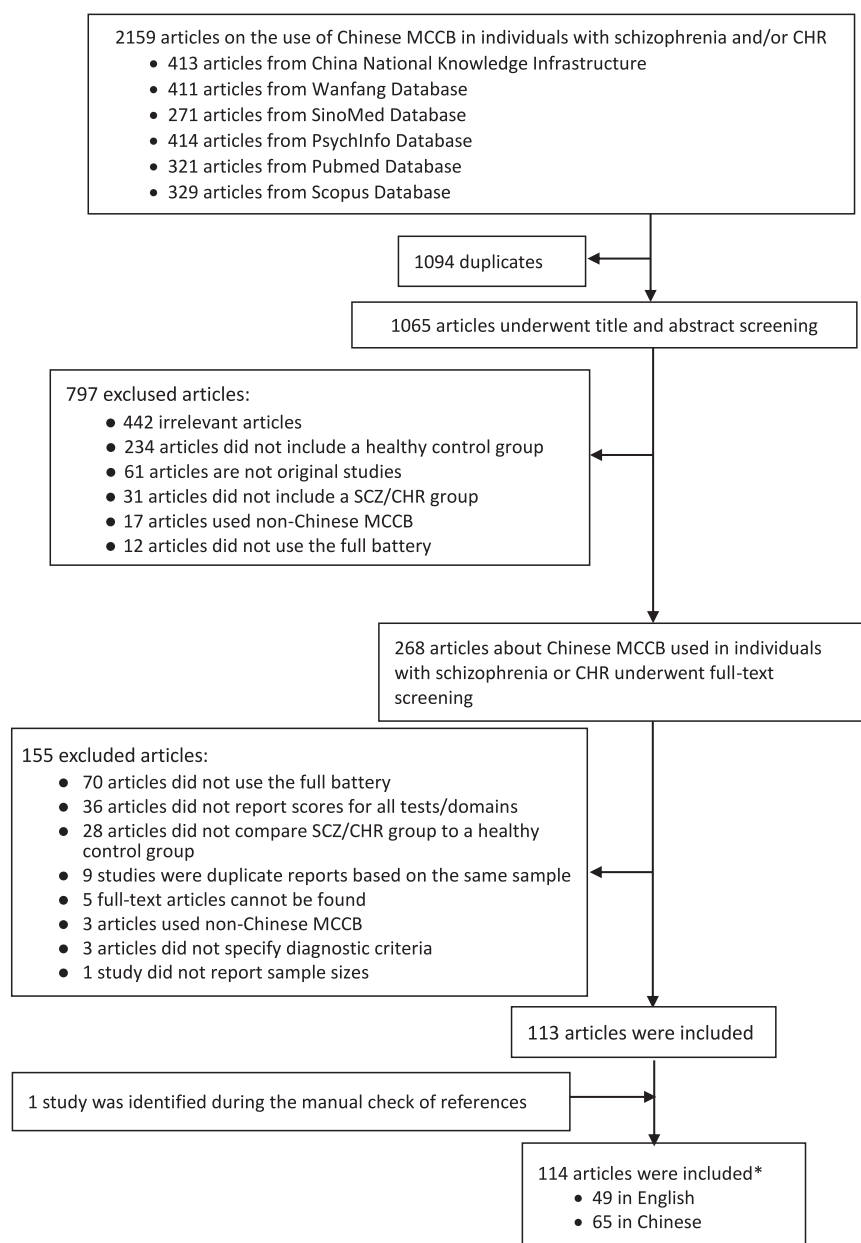 2159 articles on the use of Chinese MCCB in individuals with schizophrenia and/or CHR
● 413 articles from China National Knowledge Infrastructure
● 411 articles from Wanfang Database
● 271 articles from SinoMed Database
● 414 articles from PsychInfo Database
● 321 articles from Pubmed Database
● 329 articles from Scopus Database
1094 duplicates
1065 articles underwent title and abstract screening
797 exclused articles:
● 442 irrelevant articles
● 234 articles did not include a healthy control group
● 61 articles are not original studies
● 31 articles did not include a SCZ/CHR group
● 17 articles used non-Chinese MCCB
● 12 articles did not use the full battery
268 articles about Chinese MCCB used in individuals
with schizophrenia or CHR underwent full-text
screening
155 excluded articles:
● 70 articles did not use the full battery
● 36 articles did not report scores for all tests/domains
● 28 articles did not compare SCZ/CHR group to a healthy
control group
● 9 studies were duplicate reports based on the same sample
● 5 full-text articles cannot be found
● 3 articles used non-Chinese MCCB
● 3 articles did not specify diagnostic criteria
● 1 study did not report sample sizes
113 articles were included
1 study was identified during the manual check of references
114 articles were included*
● 49 in English
● 65 in Chinese